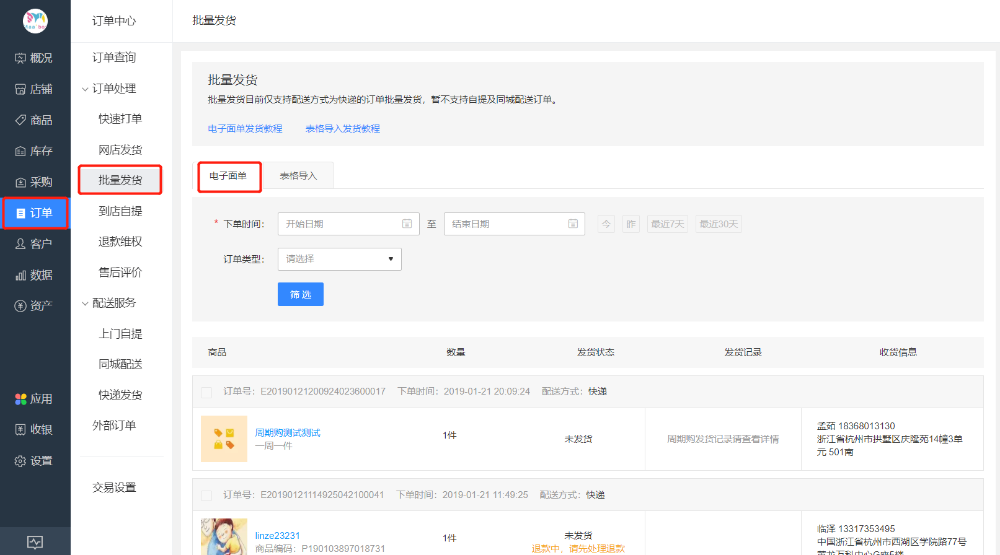 订单中心
批量发货
概况
店铺
商品
库存
采购
订单
客户
数据
资产
应用
收银
设置
订单查询
订单处理
快速打单
网店发货
批量发货
到店自提
退款维权
售后评价
配送服务
上门自提
同城配送
快递发货
外部订单
交易设置
批量发货
批量发货目前仅支持配送方式为快递的订单批量发货，暂不支持自提及同城配送订单。
电子面单发货教程 表格导入发货教程
电子面单 表格导入
* 下单时间： 开始日期 至 结束日期 今 昨 最近7天 最近30天
订单类型： 请选择
筛选
商品 数量 发货状态 发货记录 收货信息
订单号：E20190121200924023600017 下单时间：2019-01-21 20:09:24 配送方式：快递
周期购测试测试
一周一件
1件
未发货
周期购发货记录请查看详情
孟茹 18368013130
浙江省杭州市拱墅区庆隆苑14幢3单
元 501南
订单号：E20190121114925042100041 下单时间：2019-01-21 11:49:25 配送方式：快递
linze23231
商品编码：P190103897018731
1件
未发货
退款中，请先处理退款
临泽 13317353495
中国浙江省杭州市西湖区学院路77号
黄龙万科中心G座5楼